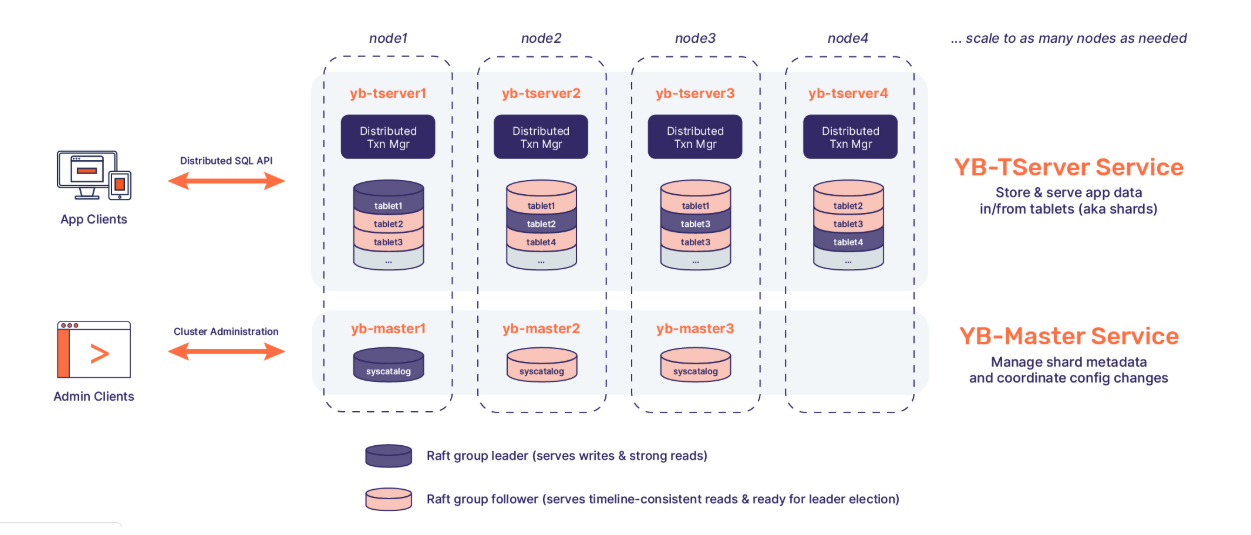 node1
node2
node3
node4
... scale to as many nodes as needed
yb-tserver1
yb-tserver2
yb-tserver3
yb-tserver4
Distributed
Txn Mgr
Distributed
Txn Mgr
Distributed
Txn Mgr
Distributed
Txn Mgr
Distributed SQL API
App Clients
tablet1
tablet2
tablet3
...
tablet1
tablet2
tablet4
...
tablet1
tablet3
tablet3
...
tablet2
tablet3
tablet4
...
YB-TServer Service
Store & serve app data
in/from tablets (aka shards)
Cluster Administration
Admin Clients
yb-master1
yb-master2
yb-master3
syscatalog
syscatalog
syscatalog
YB-Master Service
Manage shard metadata
and coordinate config changes
Raft group leader (serves writes & strong reads)
Raft group follower (serves timeline-consistent reads & ready for leader election)